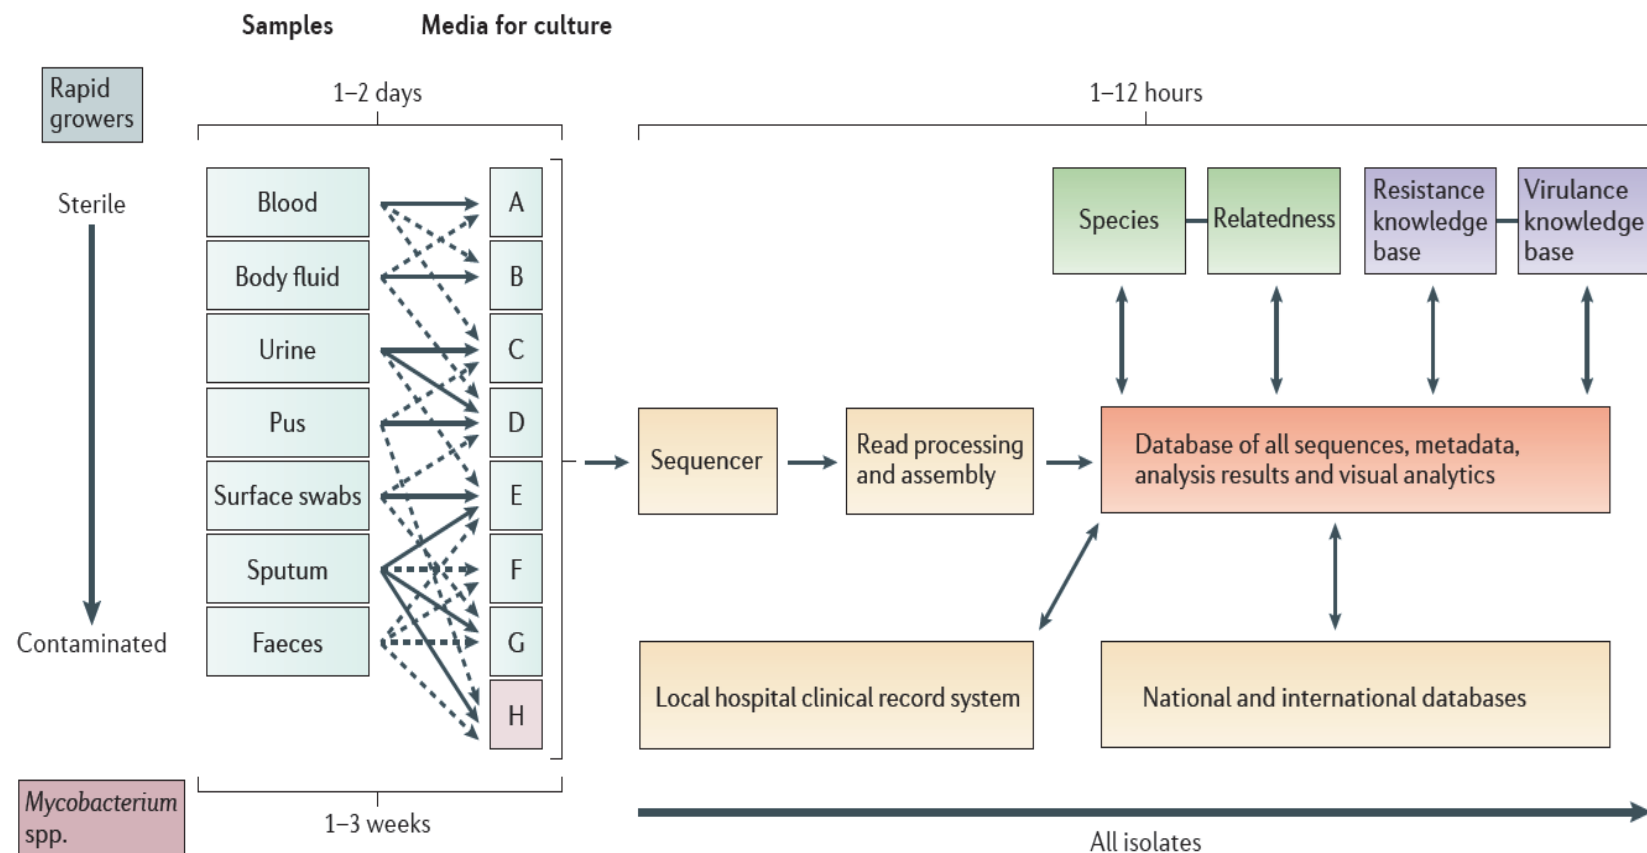 Samples
Media for culture
Rapid
growers
1–2 days
1–12 hours
Sterile
Contaminated
Blood
Body fluid
Urine
Pus
Surface swabs
Sputum
Faeces
A
B
C
D
E
F
G
H
Species
Relatedness
Resistance
knowledge
base
Virulance
knowledge
base
Sequencer
Read processing
and assembly
Database of all sequences, metadata,
analysis results and visual analytics
Local hospital clinical record system
National and international databases
Mycobacterium
spp.
1–3 weeks
All isolates